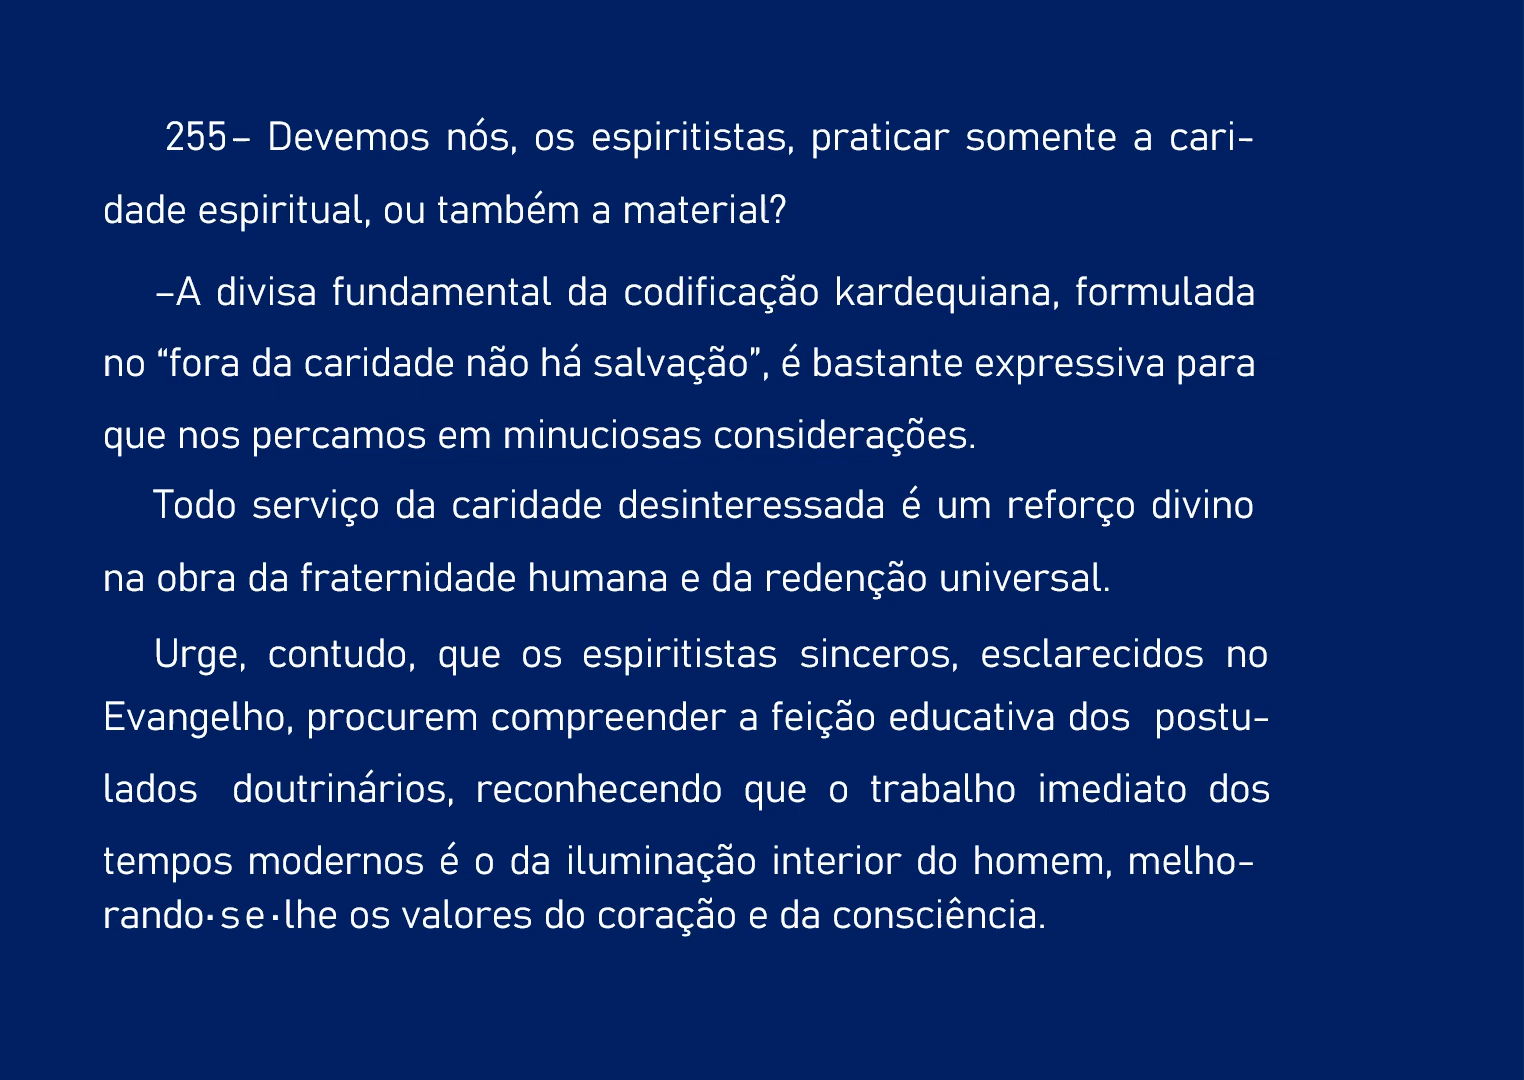 255– Devemos nós, os espiritistas, praticar somente a cari-
dade espiritual, ou também a material?
–A divisa fundamental da codificação kardequiana, formulada
no “fora da caridade não há salvação”, é bastante expressiva para
que nos percamos em minuciosas considerações.
Todo serviço da caridade desinteressada é um reforço divino
na obra da fraternidade humana e da redenção universal.
Urge, contudo, que os espiritistas sinceros, esclarecidos no
Evangelho, procurem compreender a feição educativa dos postu-
lados doutrinários, reconhecendo que o trabalho imediato dos
tempos modernos é o da iluminação interior do homem, melho-
rando·se·lhe os valores do coração e da consciência.